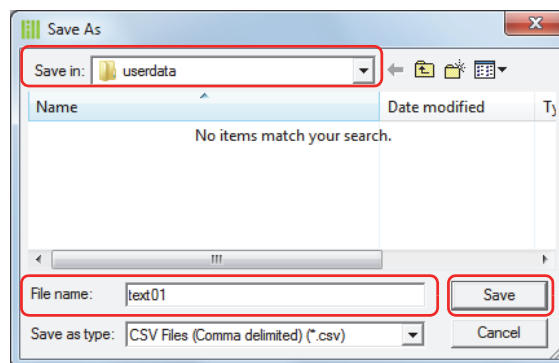 Save As
Save in: userdata
Name Date modified Ty
No items match your search.
File name: text01
Save
Save as type: CSV Files (Comma delimited) (*.csv)
Cancel